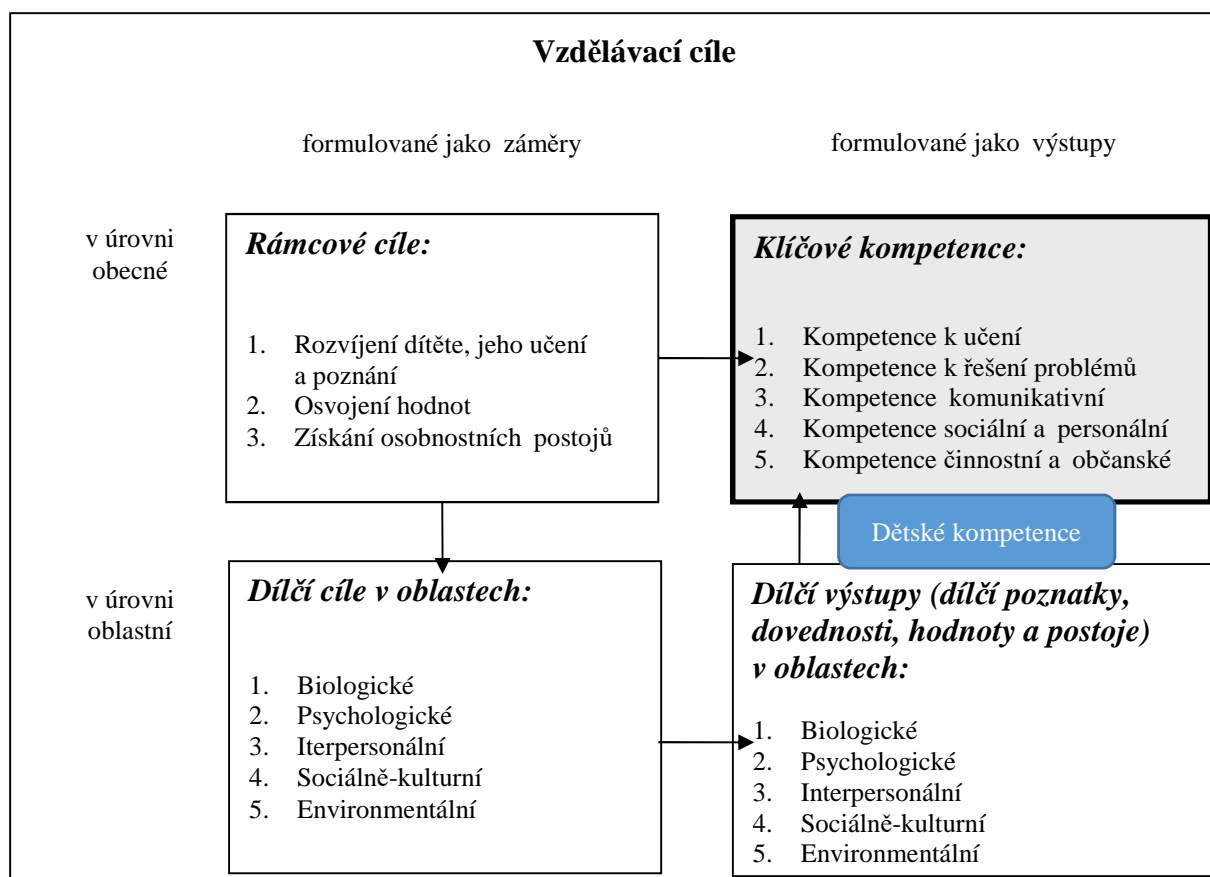 Vzdělávací cíle
formulované jako záměry
formulované jako výstupy
v úrovni
obecné
Rámcové cíle:
1. Rozvíjení dítěte, jeho učení
a poznání
2. Osvojení hodnot
3. Získání osobnostních postojů
Klíčové kompetence:
1. Kompetence k učení
2. Kompetence k řešení problémů
3. Kompetence komunikativní
4. Kompetence sociální a personální
5. Kompetence činnostní a občanské
Dětské kompetence
v úrovni
oblastní
Dílčí cíle v oblastech:
1. Biologické
2. Psychologické
3. Iterpersonální
4. Sociálně-kulturní
5. Environmentální
Dílčí výstupy (dílčí poznatky,
dovednosti, hodnoty a postoje)
v oblastech:
1. Biologické
2. Psychologické
3. Interpersonální
4. Sociálně-kulturní
5. Environmentální